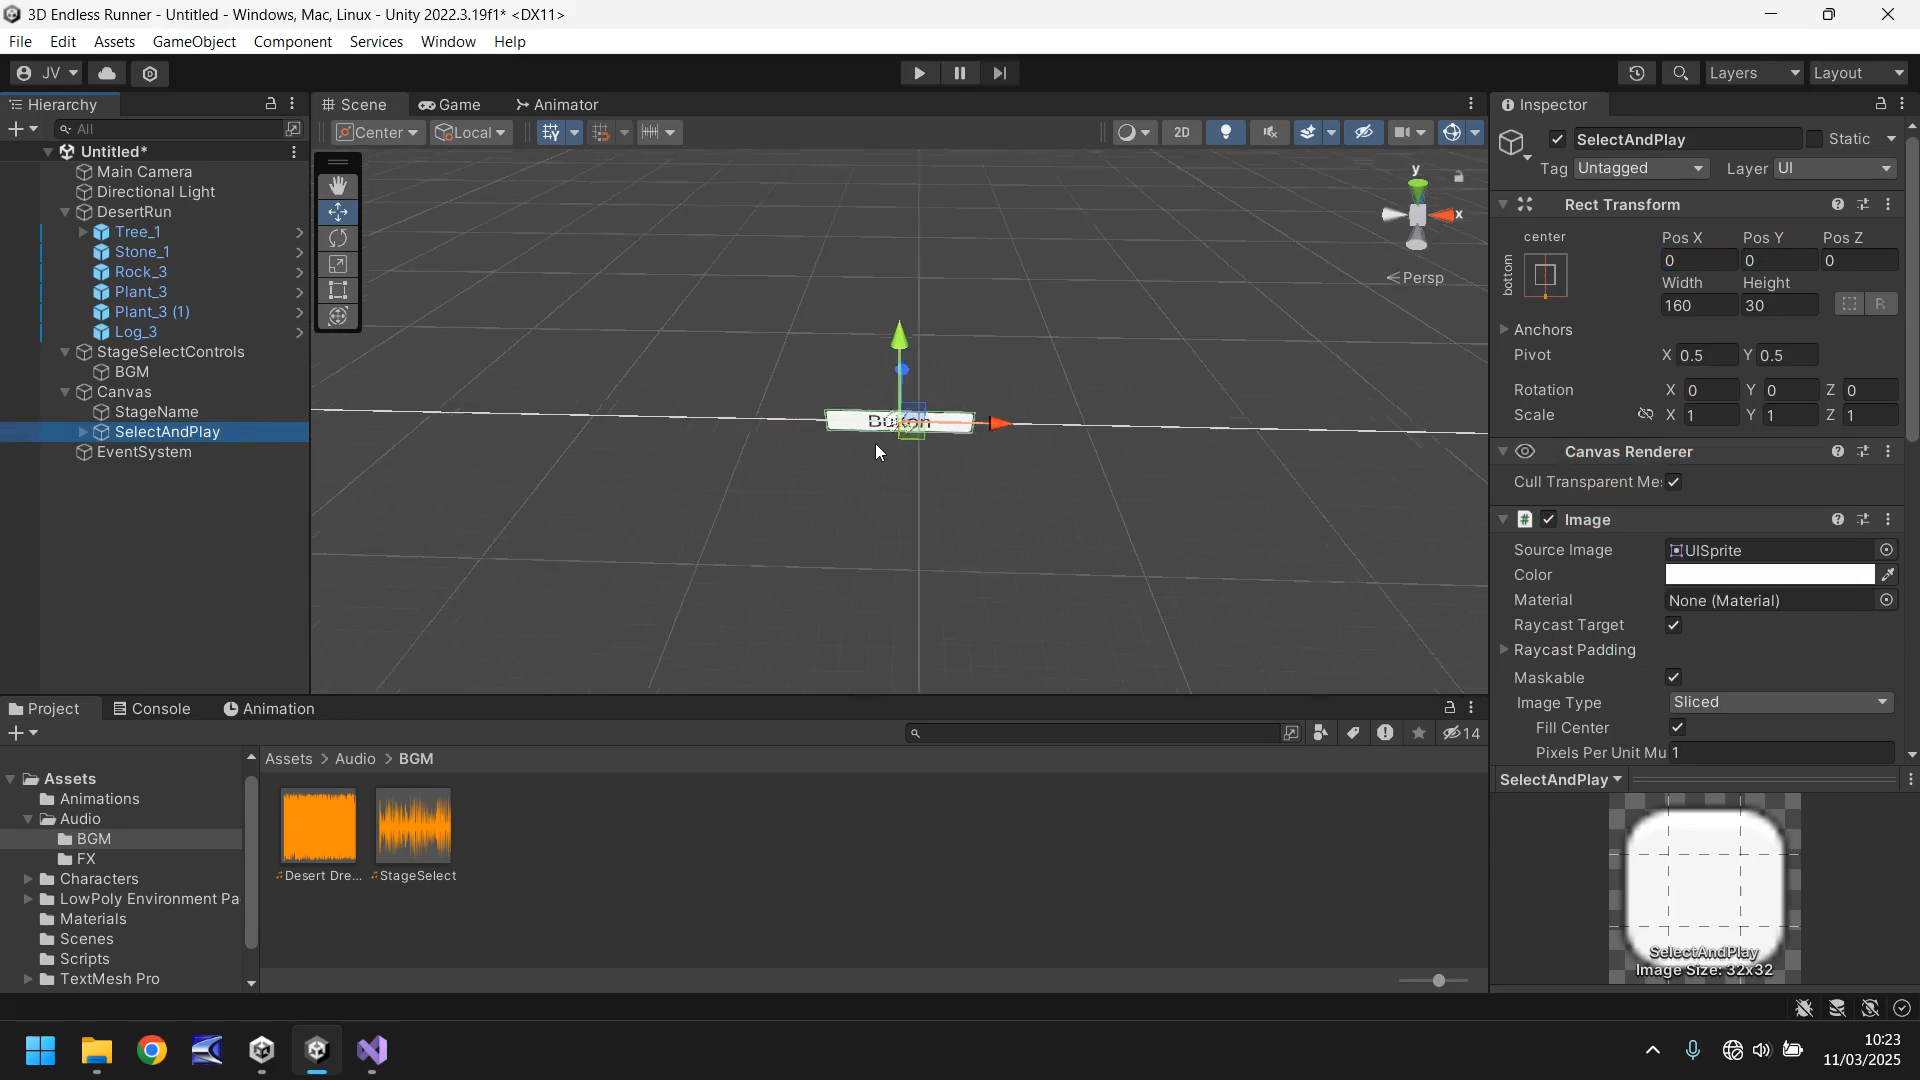 3D Endless Runner - Untitled - Windows, Mac, Linux - Unity 2022.3.19f1* <DX11>
File Edit Assets GameObject Component Services Window Help
JV Layers Layout
Hierarchy Scene Game Animator Inspector
All Center Local 2D
Untitled*
Main Camera
Directional Light
DesertRun
Tree_1
Stone_1
Rock_3
Plant_3
Plant_3 (1)
Log_3
StageSelectControls
BGM
Canvas
StageName
SelectAndPlay
EventSystem
y
x
Persp
Button
SelectAndPlay Static
Tag Untagged Layer UI
Rect Transform
center
bottom
Pos X Pos Y Pos Z
0 0 0
Width Height
160 30 R
Anchors
Pivot X 0.5 Y 0.5
Rotation X 0 Y 0 Z 0
Scale X 1 Y 1 Z 1
Canvas Renderer
Cull Transparent Me
# Image
Source Image UISprite
Color
Material None (Material)
Raycast Target
Raycast Padding
Maskable
Image Type Sliced
Fill Center
Pixels Per Unit Mu 1
SelectAndPlay
SelectAndPlay
Image Size: 32x32
Project Console Animation
14
Assets > Audio > BGM
Assets
Animations
Audio
BGM
FX
Characters
LowPoly Environment Pa
Materials
Scenes
Scripts
TextMesh Pro
Desert Dre... StageSelect
10:23
11/03/2025